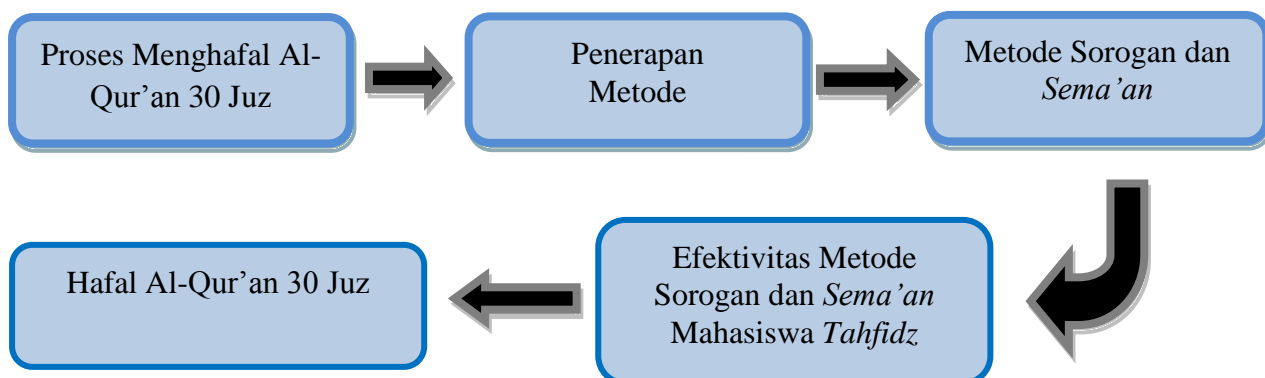 Proses Menghafal Al-
Qur’an 30 Juz
Penerapan
Metode
Metode Sorogan dan
Sema’an
Efektivitas Metode
Sorogan dan Sema’an
Mahasiswa Tahfidz
Hafal Al-Qur’an 30 Juz